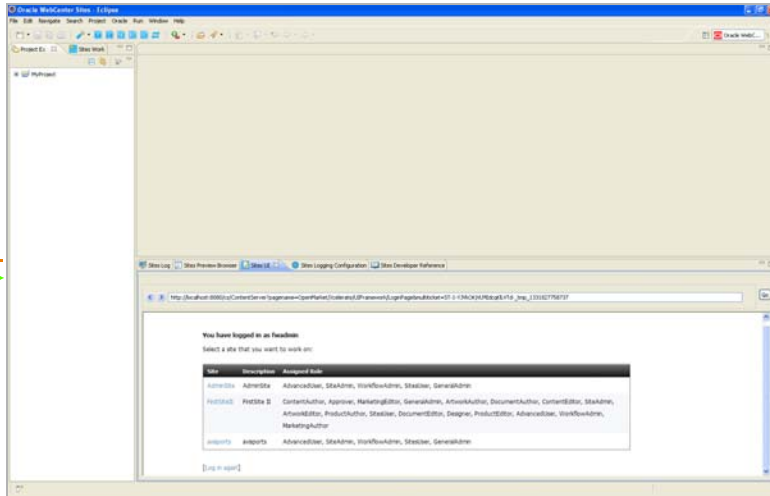 Oracle WebCenter Sites - Eclipse
File Edit Navigate Search Project Oracle Run Window Help
Oracle WebC...
Project Ex
Sites Work
MyProject
Sites Log
Sites Preview Browser
Sites UI
Sites Logging Configuration
Sites Developer Reference
Go
You have logged in as fwadmin
Select a site that you want to work on:
Site Description Assigned Role
AdminSite AdminSite AdvancedUser, SiteAdmin, WorkflowAdmin, SitesUser, GeneralAdmin
FirstSiteII FirstSite II ContentAuthor, Approver, MarketingEditor, GeneralAdmin, ArtworkAuthor, DocumentAuthor, ContentEditor, SiteAdmin,
ArtworkEditor, ProductAuthor, SitesUser, DocumentEditor, Designer, ProductEditor, AdvancedUser, WorkflowAdmin,
MarketingAuthor
avisports avisports AdvancedUser, SiteAdmin, WorkflowAdmin, SitesUser, GeneralAdmin
[Log in again]